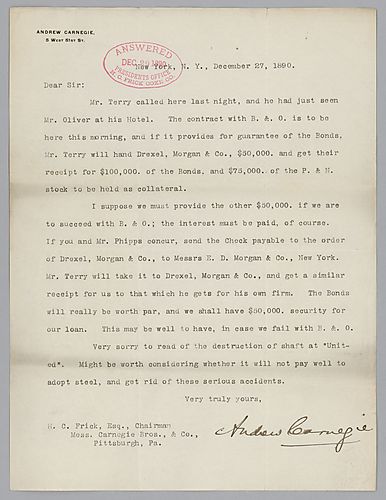 ANDREW CARNEGIE,
5 WEST 51ST ST.
ANSWERED
DEC 29 1890
PRESIDENTS OFFICE
H. C. FRICK COKE CO.
New York, N. Y., December 27, 1890.
Dear Sir:
Mr. Terry called here last night, and he had just seen
Mr. Oliver at his Hotel. The contract with B. &. O. is to be
here this morning, and if it provides for guarantee of the Bonds,
Mr. Terry will hand Drexel, Morgan & Co., $50,000. and get their
receipt for $100,000. of the Bonds, and $75,000. of the P. & N.
stock to be held as collateral.
I suppose we must provide the other $50,000. if we are
to succeed with B. &. O.; the interest must be paid, of course.
If you and Mr. Phipps concur, send the Check payable to the order
of Drexel, Morgan & Co., to Messrs E. D. Morgan & Co., New York.
Mr. Terry will take it to Drexel, Morgan & Co., and get a similar
receipt for us to that which he gets for his own firm. The Bonds
will really be worth par, and we shall have $50,000. security for
our loan. This may be well to have, in case we fail with B. &. O.
Very sorry to read of the destruction of shaft at "Unit-
ed". Might be worth considering whether it will not pay well to
adopt steel, and get rid of these serious accidents.
Very truly yours,
Andrew Carnegie
H. C. Frick, Esq., Chairman
Mess. Carnegie Bros., & Co.,
Pittsburgh, Pa.